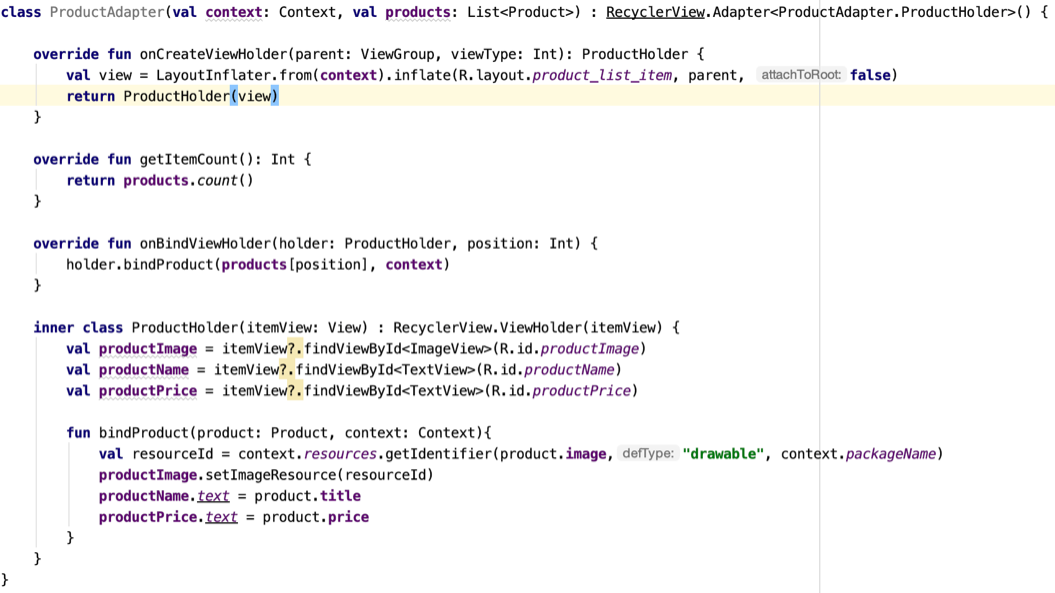 class ProductAdapter(val context: Context, val products: List<Product>) : RecyclerView.Adapter<ProductAdapter.ProductHolder>() {
override fun onCreateViewHolder(parent: ViewGroup, viewType: Int): ProductHolder {
val view = LayoutInflater.from(context).inflate(R.layout.product_list_item, parent, attachToRoot: false)
return ProductHolder(view)
}
override fun getItemCount(): Int {
return products.count()
}
override fun onBindViewHolder(holder: ProductHolder, position: Int) {
holder.bindProduct(products[position], context)
}
inner class ProductHolder(itemView: View) : RecyclerView.ViewHolder(itemView) {
val productImage = itemView?.findViewById<ImageView>(R.id.productImage)
val productName = itemView?.findViewById<TextView>(R.id.productName)
val productPrice = itemView?.findViewById<TextView>(R.id.productPrice)
fun bindProduct(product: Product, context: Context){
val resourceId = context.resources.getIdentifier(product.image, defType: "drawable", context.packageName)
productImage.setImageResource(resourceId)
productName.text = product.title
productPrice.text = product.price
}
}
}